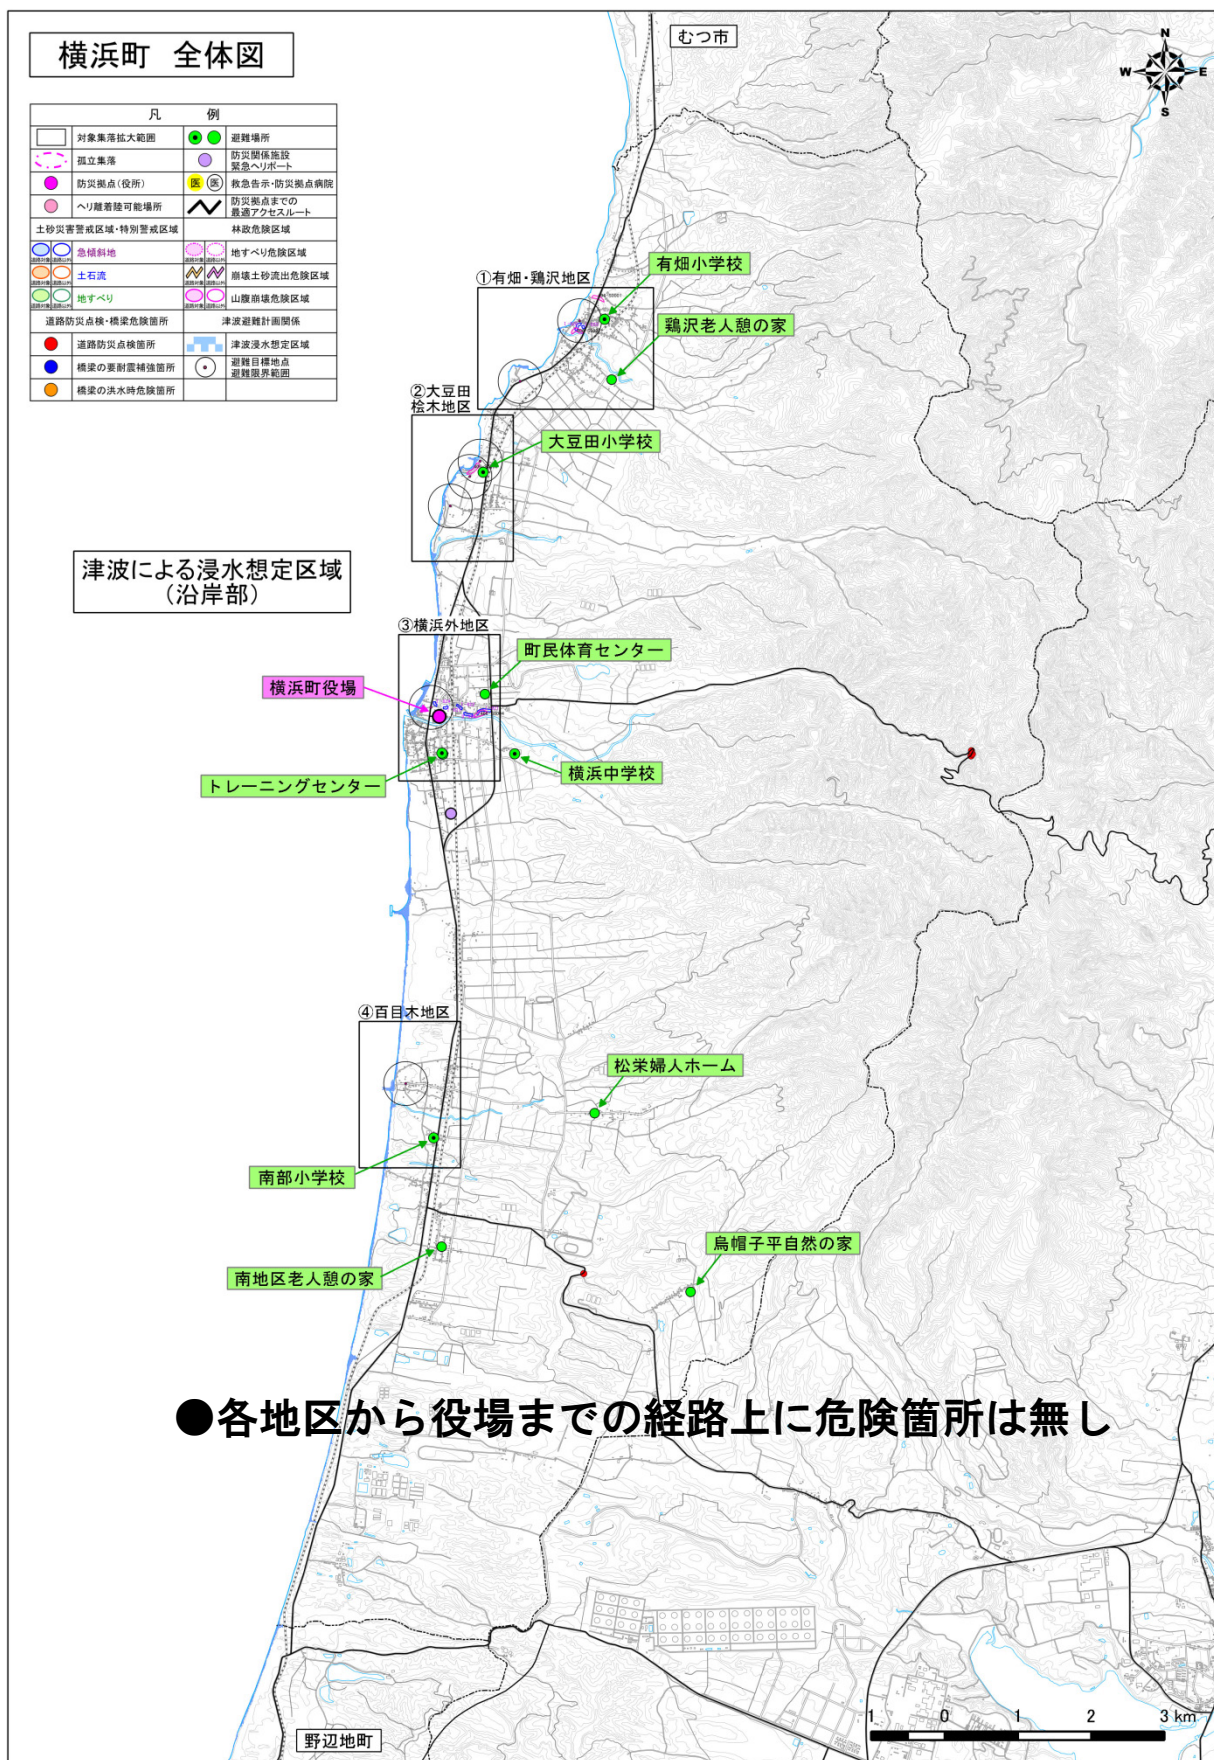 横浜町 全体図
むつ市
N
W E
S
凡 例
対象集落拡大範囲
避難場所
孤立集落
防災関係施設
緊急ヘリポート
防災拠点(役所)
医 医 救急告示・防災拠点病院
ヘリ離着陸可能場所
防災拠点までの
最適アクセスルート
土砂災害警戒区域・特別警戒区域
林政危険区域
急傾斜地
地すべり危険区域
土石流
崩壊土砂流出危険区域
地すべり
山腹崩壊危険区域
道路防災点検・橋梁危険箇所
津波避難計画関係
道路防災点検箇所
津波浸水想定区域
橋梁の要耐震補強箇所
避難目標地点
避難限界範囲
橋梁の洪水時危険箇所
有畑小学校
①有畑・鶏沢地区
鶏沢老人憩の家
②大豆田
桧木地区
大豆田小学校
津波による浸水想定区域
(沿岸部)
③横浜外地区
町民体育センター
横浜町役場
横浜中学校
トレーニングセンター
④百目木地区
松栄婦人ホーム
南部小学校
烏帽子平自然の家
南地区老人憩の家
●各地区から役場までの経路上に危険箇所は無し
1 0 1 2 3 km
野辺地町